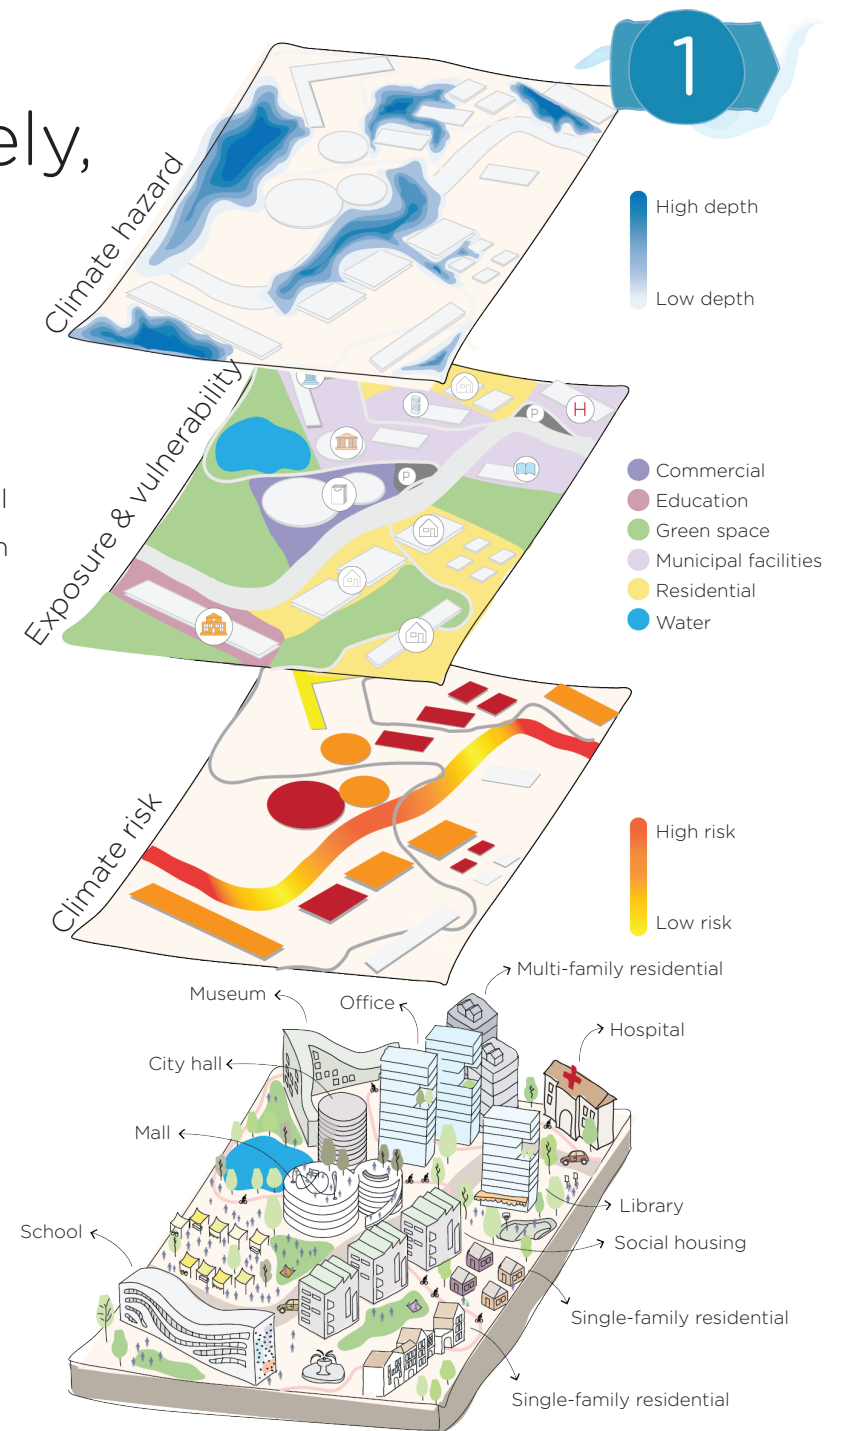 1
ely,
Climate hazard
High depth
Low depth
P
H
P
Exposure & vulnerability
l
n
Commercial
Education
Green space
Municipal facilities
Residential
Water
Climate risk
High risk
Low risk
Multi-family residential
Museum
Office
Hospital
City hall
Mall
Library
School
Social housing
Single-family residential
Single-family residential